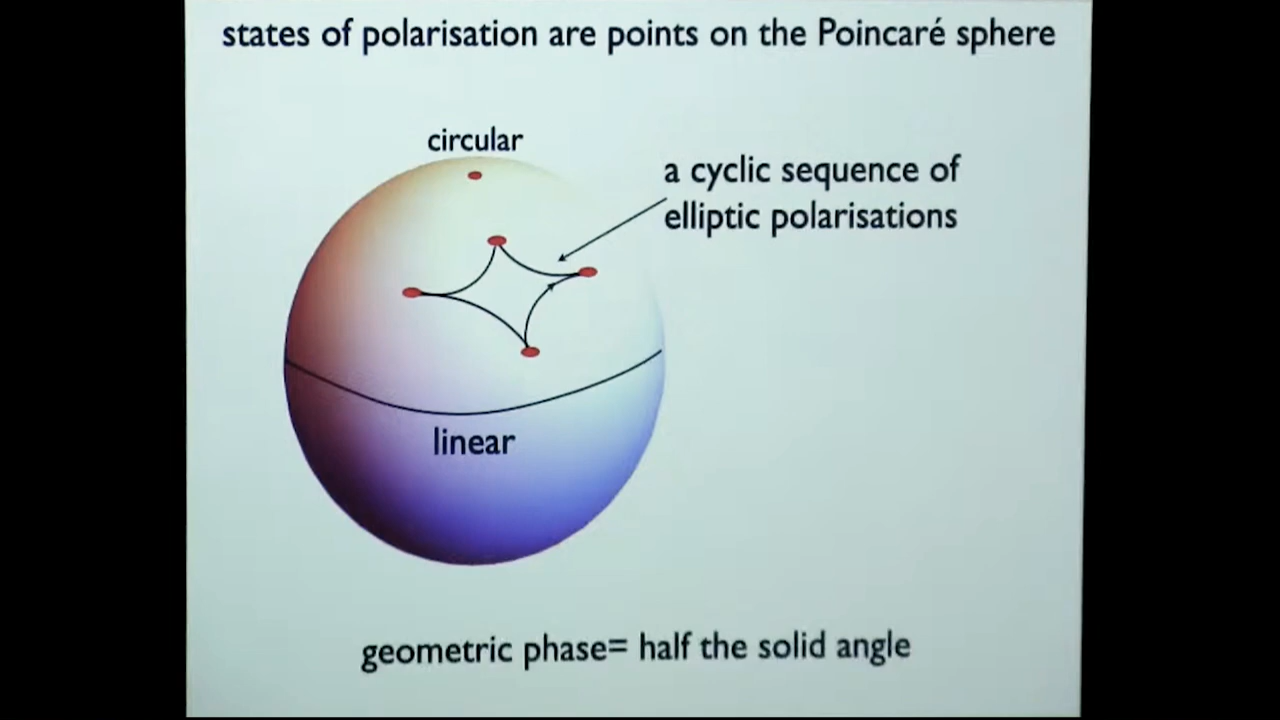 states of polarisation are points on the Poincaré sphere
circular
a cyclic sequence of
elliptic polarisations
linear
geometric phase= half the solid angle